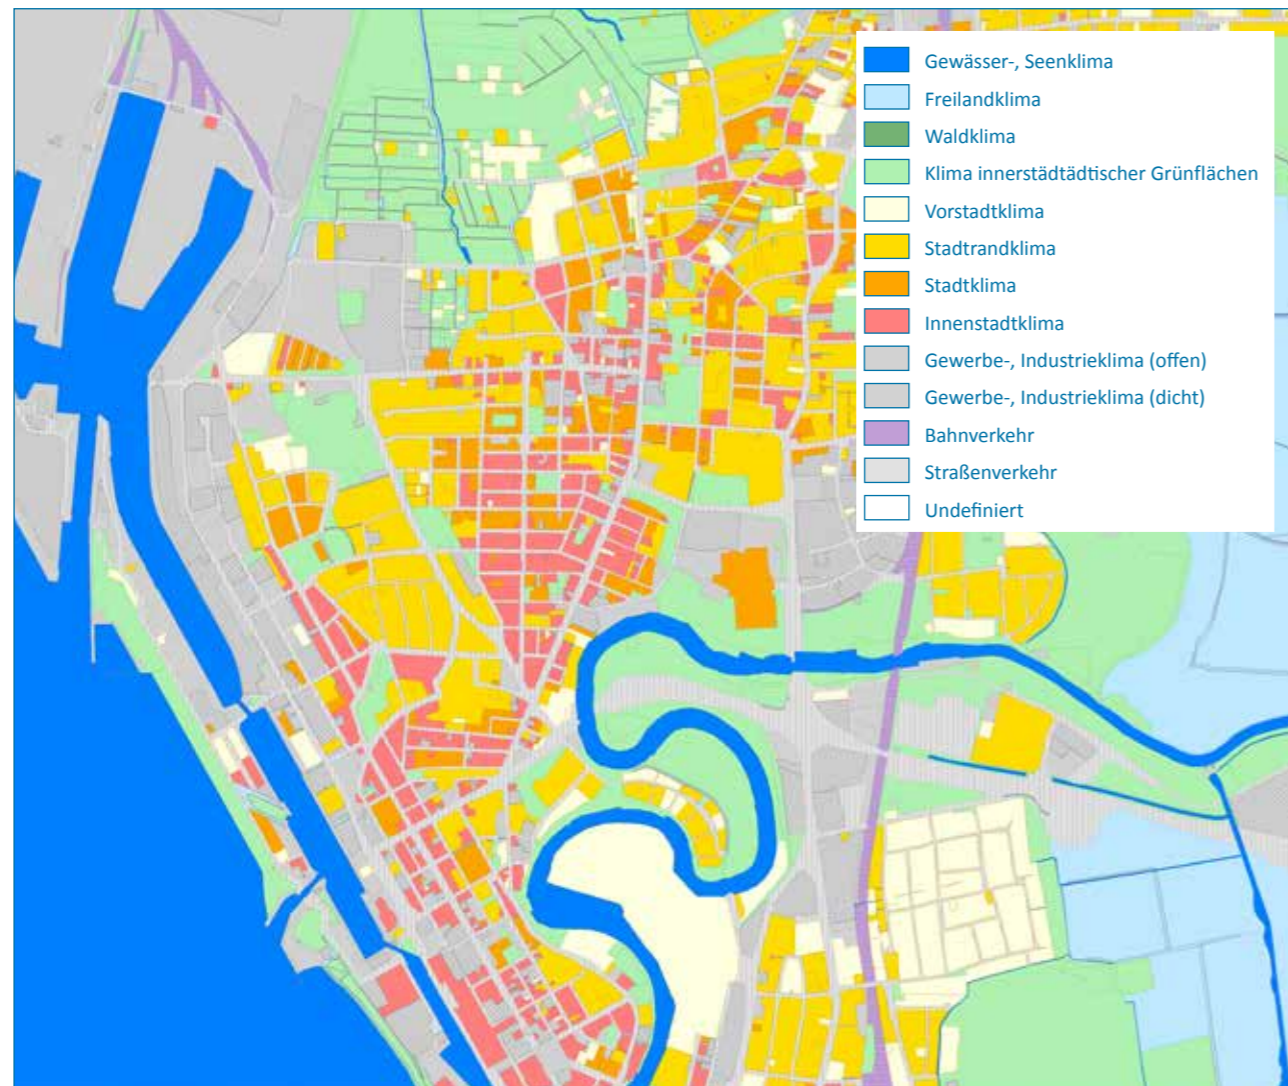 Gewässer-, Seenklima
Freilandklima
Waldklima
Klima innerstädtädtischer Grünflächen
Vorstadtklima
Stadtrandklima
Stadtklima
Innenstadtklima
Gewerbe-, Industrieklima (offen)
Gewerbe-, Industrieklima (dicht)
Bahnverkehr
Straßenverkehr
Undefiniert